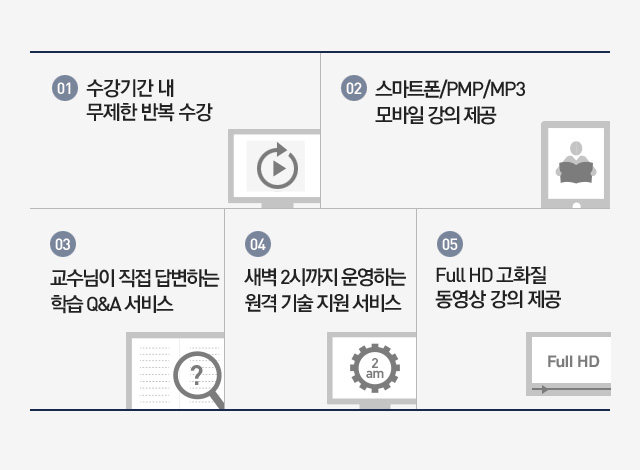 01 수강기간 내
무제한 반복 수강
02 스마트폰/PMP/MP3
모바일 강의 제공
03
교수님이 직접 답변하는
학습 Q&A 서비스
?
04
새벽 2시까지 운영하는
원격 기술 지원 서비스
2
am
05
Full HD 고화질
동영상 강의 제공
Full HD